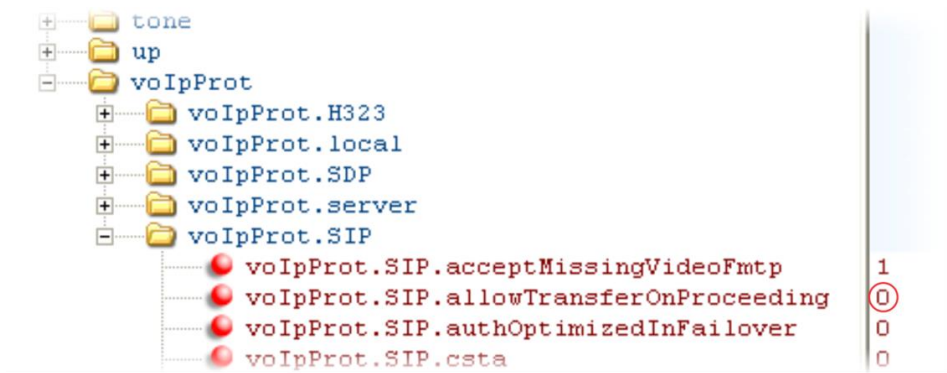 tone
up
voIpProt
voIpProt.H323
voIpProt.local
voIpProt.SDP
voIpProt.server
voIpProt.SIP
voIpProt.SIP.acceptMissingVideoFmtp 1
voIpProt.SIP.allowTransferOnProceeding 0
voIpProt.SIP.authOptimizedInFailover 0
voIpProt.SIP.csta 0